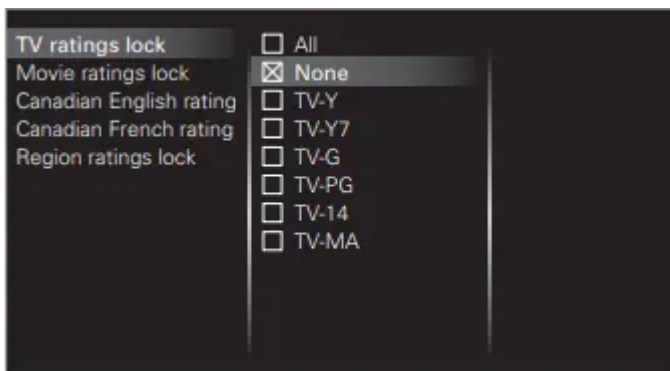 TV ratings lock
Movie ratings lock
Canadian English rating
Canadian French rating
Region ratings lock
All
None
TV-Y
TV-Y7
TV-G
TV-PG
TV-14
TV-MA